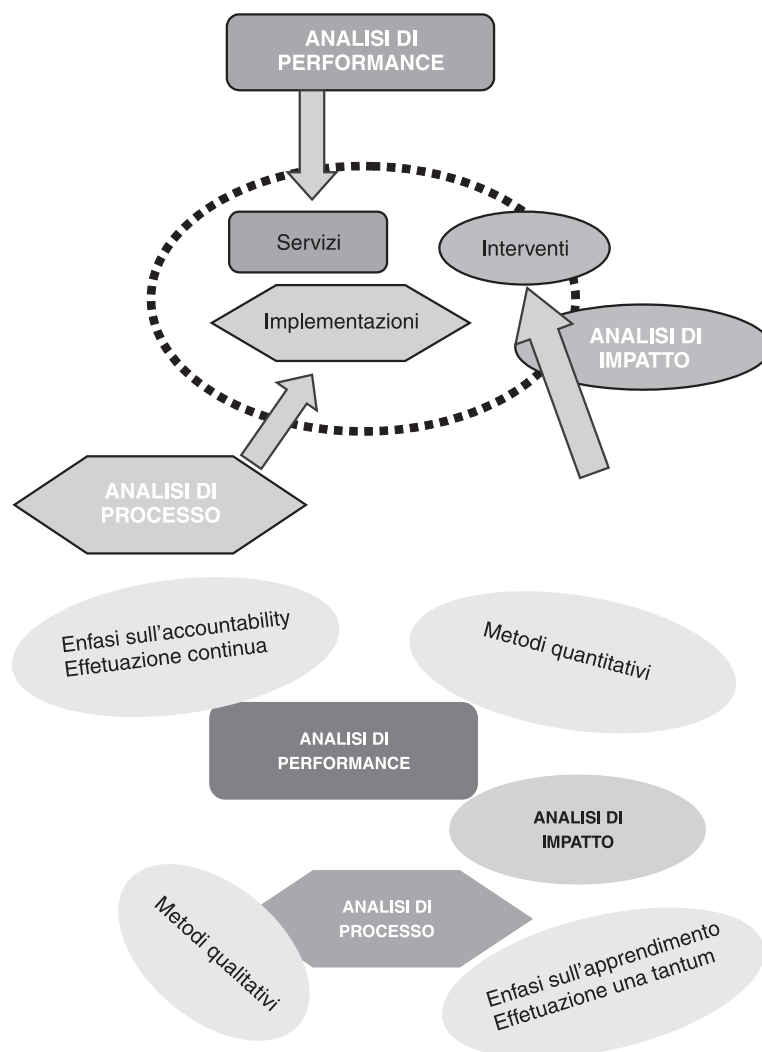 ANALISI DI
PERFORMANCE
Servizi
Interventi
Implementazioni
ANALISI DI
IMPATTO
ANALISI DI
PROCESSO
Enfasi sull'accountability
Effetuazione continua
Metodi quantitativi
ANALISI DI
PERFORMANCE
ANALISI DI
IMPATTO
ANALISI DI
PROCESSO
Metodi qualitativi
Enfasi sull'apprendimento
Effetuazione una tantum